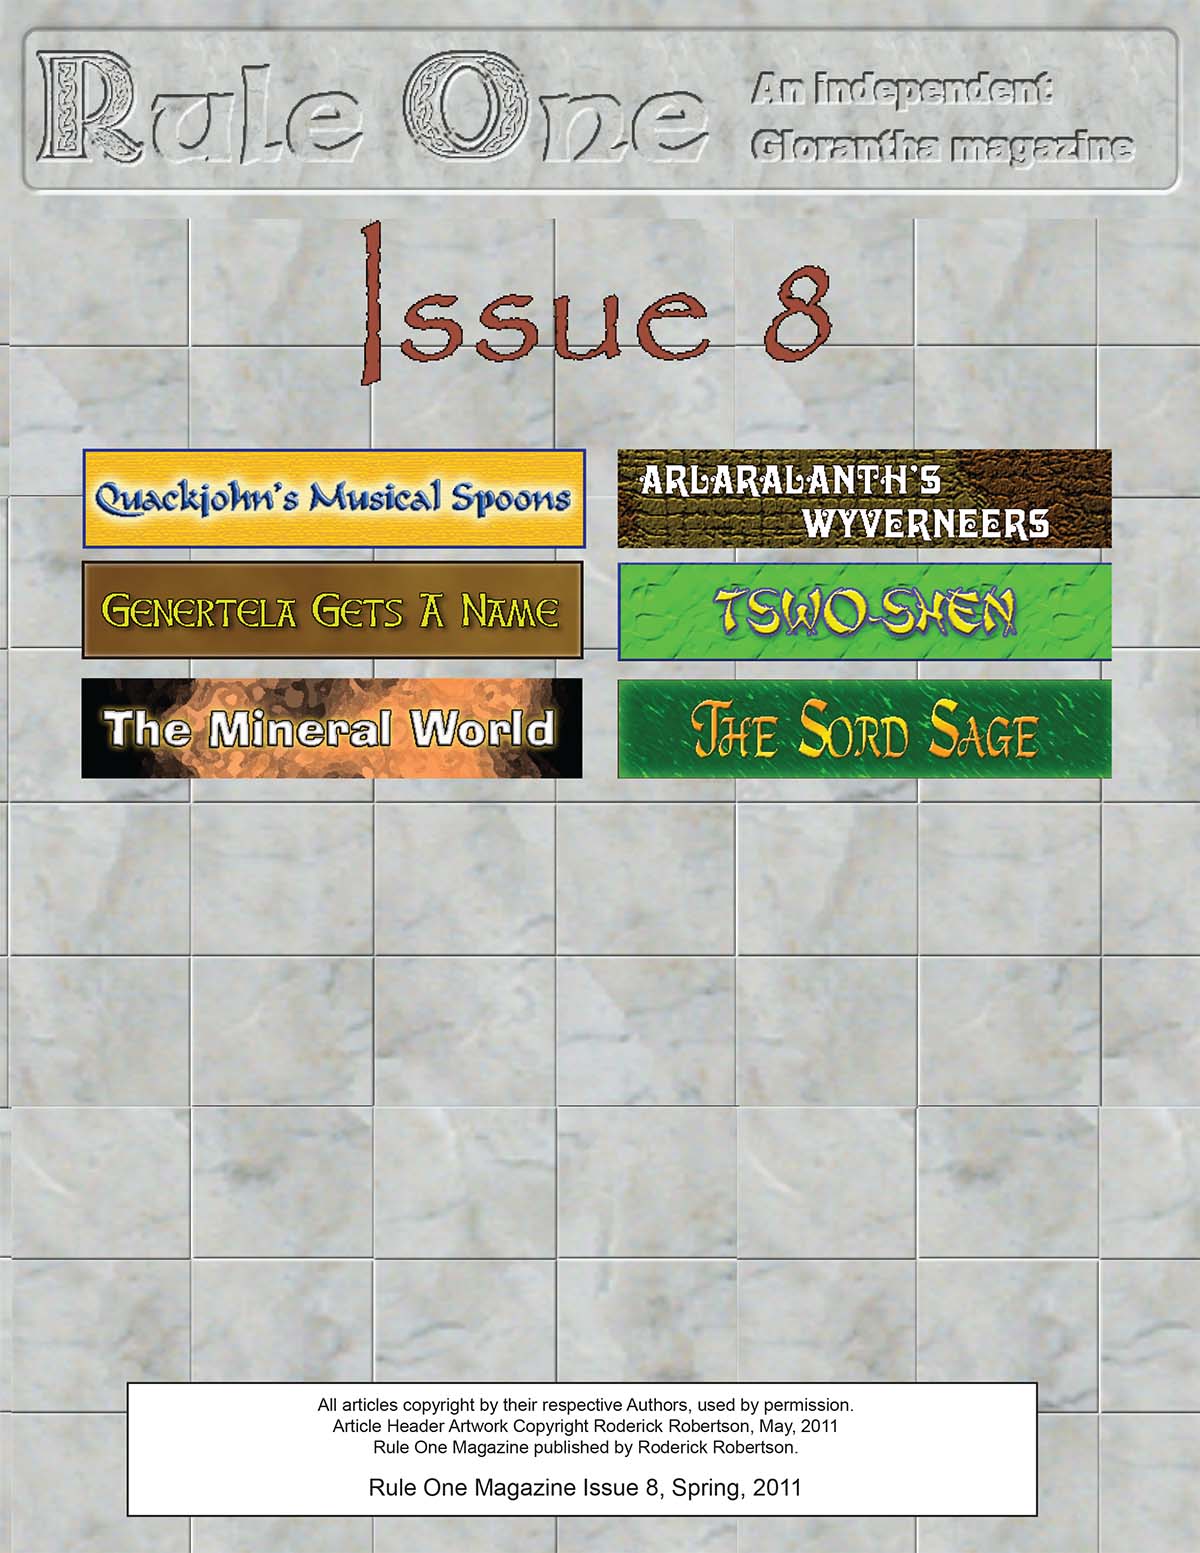 Rule One
An independent
Glorantha magazine
Issue 8
Quackjohn's Musical Spoons
ARLARALANTH'S
WYVERNEERS
GENERTELA GETS A NAME
TSWO-SHEN
The Mineral World
THE SORD SAGE
All articles copyright by their respective Authors, used by permission.
Article Header Artwork Copyright Roderick Robertson, May, 2011
Rule One Magazine published by Roderick Robertson.
Rule One Magazine Issue 8, Spring, 2011